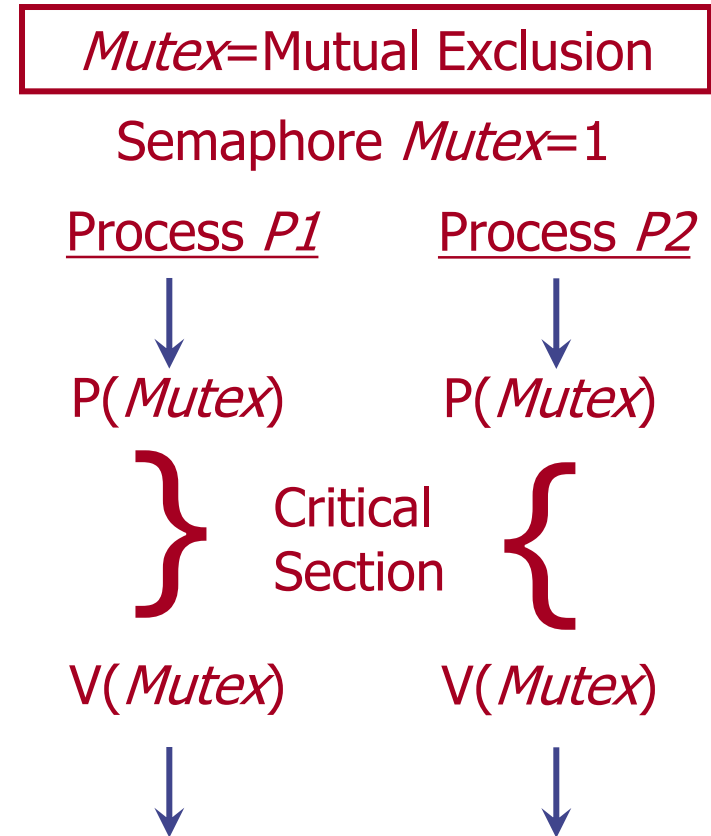 Mutex=Mutual Exclusion
Semaphore Mutex=1
Process P1 Process P2
P(Mutex) P(Mutex)
Critical
Section
V(Mutex) V(Mutex)